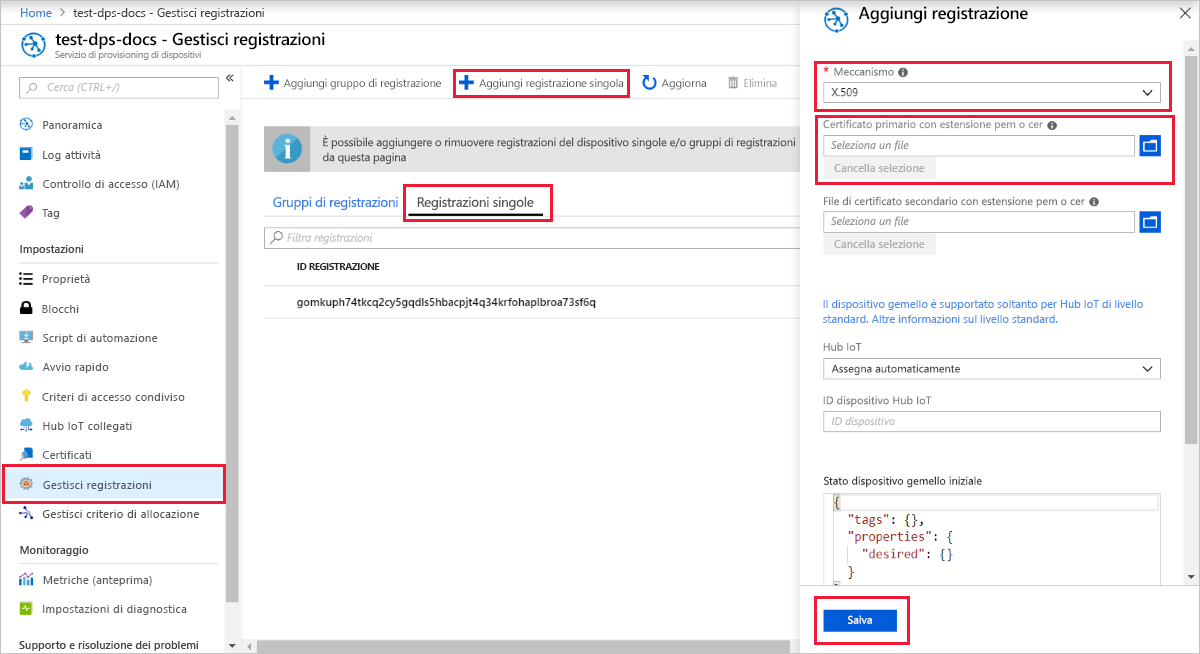 Home > test-dps-docs - Gestisci registrazioni
test-dps-docs - Gestisci registrazioni
Servizio di provisioning di dispositivi
Cerca (CTRL+/)
«
Panoramica
Log attività
Controllo di accesso (IAM)
Tag
Impostazioni
Proprietà
Blocchi
Script di automazione
Avvio rapido
Criteri di accesso condiviso
Hub IoT collegati
Certificati
Gestisci registrazioni
Gestisci criterio di allocazione
Monitoraggio
Metriche (anteprima)
Impostazioni di diagnostica
Supporto e risoluzione dei problemi
Aggiungi gruppo di registrazione
Aggiungi registrazione singola
Aggiorna
Elimina
È possibile aggiungere o rimuovere registrazioni del dispositivo singole e/o gruppi di registrazioni
da questa pagina
Gruppi di registrazioni
Registrazioni singole
Filtra registrazioni
ID REGISTRAZIONE
gomkuph74tkcq2cy5gqdls5hbacpjt4q34krfohaplbroa73sf6q
Aggiungi registrazione
* Meccanismo
X.509
Certificato primario con estensione pem o cer
Seleziona un file
Cancella selezione
File di certificato secondario con estensione pem o cer
Seleziona un file
Cancella selezione
Il dispositivo gemello è supportato soltanto per Hub IoT di livello
standard. Altre informazioni sul livello standard.
Hub IoT
Assegna automaticamente
ID dispositivo Hub IoT
ID dispositivo
Stato dispositivo gemello iniziale
{
"tags": {},
"properties": {
"desired": {}
}
Salva